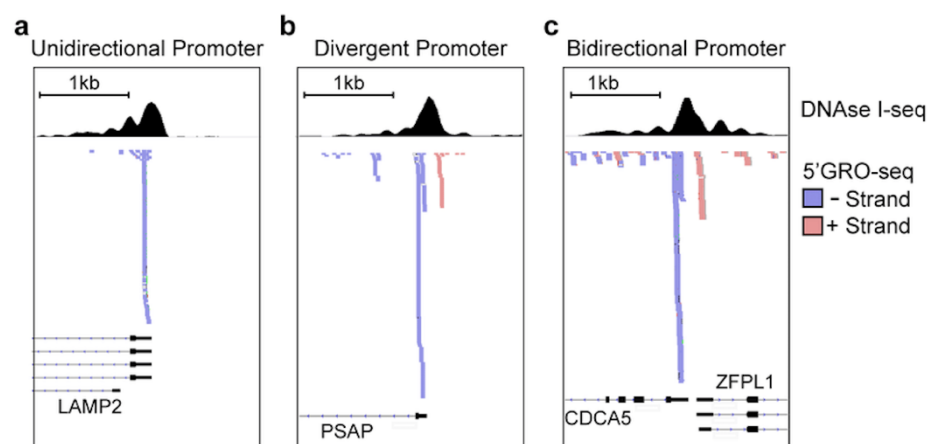 a
Unidirectional Promoter
1kb
LAMP2
b
Divergent Promoter
1kb
PSAP
c
Bidirectional Promoter
1kb
ZFPL1
CDCA5
DNAse I-seq
5'GRO-seq
- Strand
+ Strand